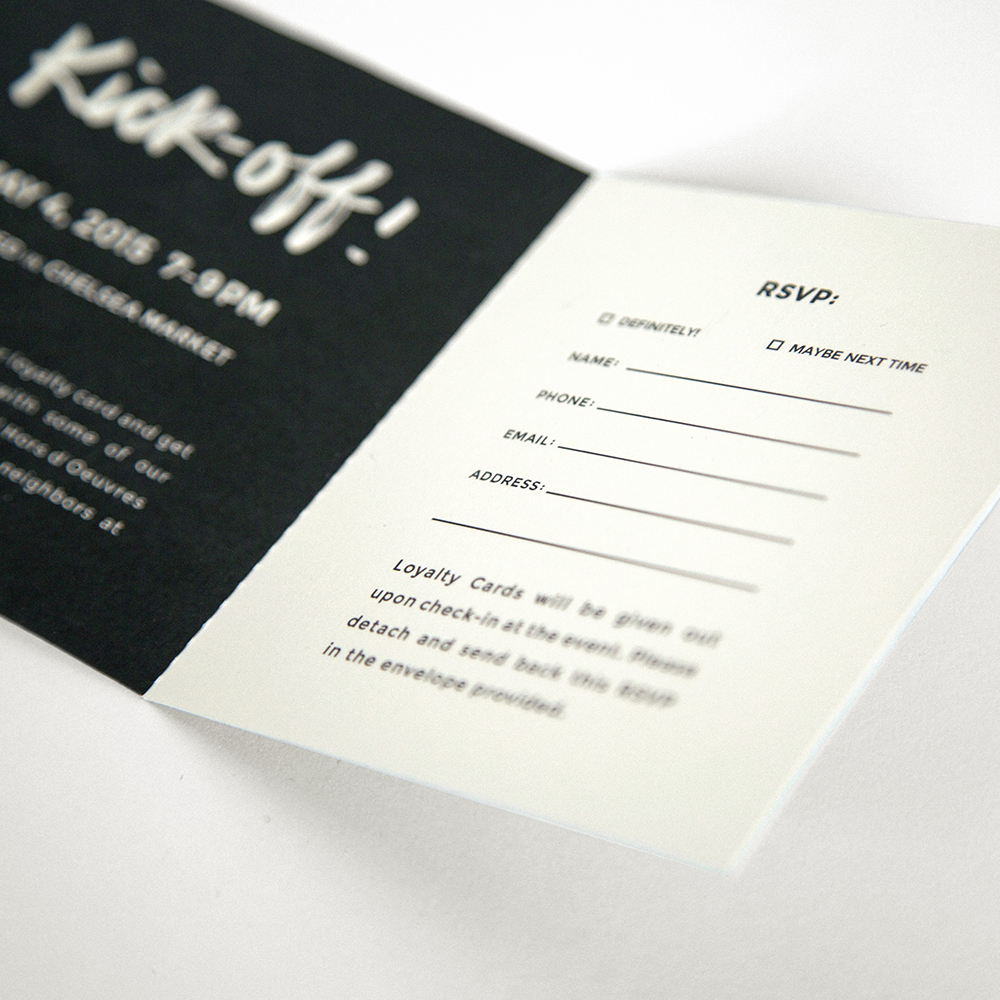 Kick-off!
AY 4, 2015 7-9PM
CHELSEA MARKET
loyalty card and get
with some of our
Hors d'Oeuvres
neighbors at
RSVP:
DEFINITELY!
MAYBE NEXT TIME
NAME:
PHONE:
EMAIL:
ADDRESS:
Loyalty Cards will be given out
upon check-in at the event. Please
detach and send back this RSVP
in the envelope provided.